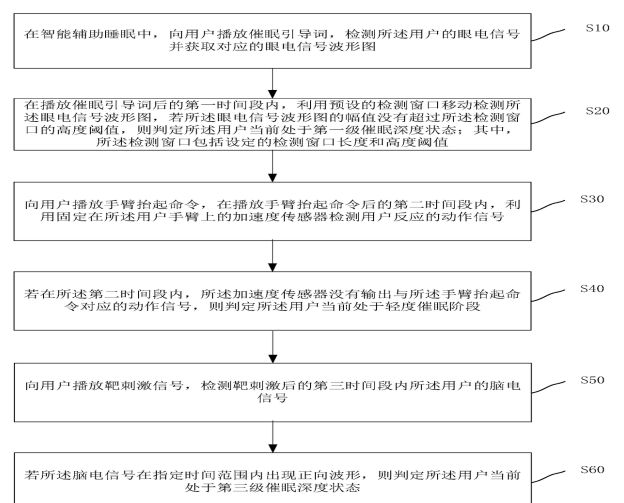 在智能辅助睡眠中，向用户播放催眠引导词，检测所述用户的眼电信号
并获取对应的眼电信号波形图
S10
在播放催眠引导词后的第一时间段内，利用预设的检测窗口移动检测所
述眼电信号波形图，若所述眼电信号波形图的幅值没有超过所述检测窗
口的高度阈值，则判定所述用户当前处于第一级催眠深度状态；其中，
所述检测窗口包括设定的检测窗口长度和高度阈值
S20
向用户播放手臂抬起命令，在播放手臂抬起命令后的第二时间段内，利
用固定在所述用户手臂上的加速度传感器检测用户反应的动作信号
S30
若在所述第二时间段内，所述加速度传感器没有输出与所述手臂抬起命
令对应的动作信号，则判定所述用户当前处于轻度催眠阶段
S40
向用户播放靶刺激信号，检测靶刺激后的第三时间段内所述用户的脑电
信号
S50
若所述脑电信号在指定时间范围内出现正向波形，则判定所述用户当前
处于第三级催眠深度状态
S60